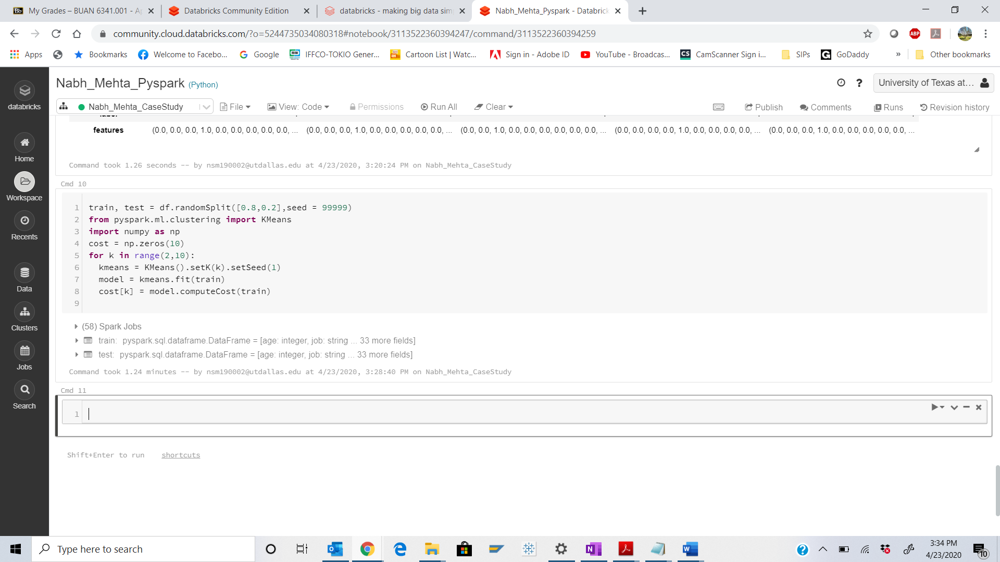 My Grades – BUAN 6341.001 - Ap
Databricks Community Edition
databricks - making big data sim
Nabh_Mehta_Pyspark - Databrick
community.cloud.databricks.com/?o=5244735034080318#notebook/3113522360394247/command/3113522360394259
ABP
Apps
Bookmarks
Welcome to Facebo...
Google
IFFCO-TOKIO Gener...
Cartoon List | Watc...
Sign in - Adobe ID
YouTube - Broadcas...
CS CamScanner Sign i...
SIPs
GoDaddy
»
Other bookmarks
Nabh_Mehta_Pyspark (Python)
? University of Texas at...
databricks
Nabh_Mehta_CaseStudy
File
View: Code
Permissions
Run All
Clear
Publish
Comments
Runs
Revision history
label
features (0.0, 0.0, 0.0, 1.0, 0.0, 0.0, 0.0, 0.0, 0.0, ... (0.0, 0.0, 0.0, 1.0, 0.0, 0.0, 0.0, 0.0, 0.0, ... (0.0, 0.0, 1.0, 0.0, 0.0, 0.0, 0.0, 0.0, 0.0, ... (0.0, 0.0, 0.0, 0.0, 1.0, 0.0, 0.0, 0.0, 0.0, ... (0.0, 0.0, 0.0, 1.0, 0.0, 0.0, 0.0, 0.0, 0.0, ...
Command took 1.26 seconds -- by nsm190002@utdallas.edu at 4/23/2020, 3:20:24 PM on Nabh_Mehta_CaseStudy
Home
Workspace
Recents
Data
Clusters
Jobs
Search
Cmd 10
1 train, test = df.randomSplit([0.8,0.2],seed = 99999)
2 from pyspark.ml.clustering import KMeans
3 import numpy as np
4 cost = np.zeros(10)
5 for k in range(2,10):
6 kmeans = KMeans().setK(k).setSeed(1)
7 model = kmeans.fit(train)
8 cost[k] = model.computeCost(train)
9
(58) Spark Jobs
train: pyspark.sql.dataframe.DataFrame = [age: integer, job: string ... 33 more fields]
test: pyspark.sql.dataframe.DataFrame = [age: integer, job: string ... 33 more fields]
Command took 1.24 minutes -- by nsm190002@utdallas.edu at 4/23/2020, 3:28:40 PM on Nabh_Mehta_CaseStudy
Cmd 11
1
Shift+Enter to run shortcuts
Type here to search
3:34 PM
4/23/2020
10